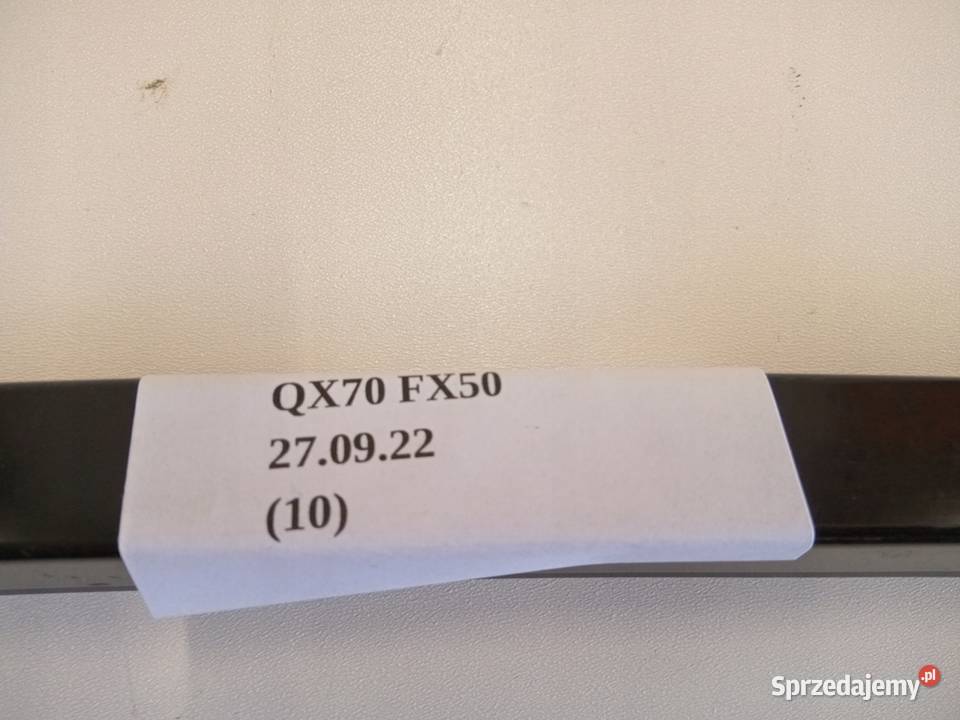 QX70 FX50
27.09.22
(10)
Sprzedajemy.pl